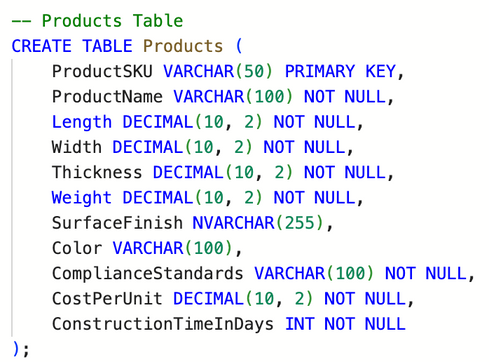 -- Products Table
CREATE TABLE Products (
    ProductSKU VARCHAR(50) PRIMARY KEY,
    ProductName VARCHAR(100) NOT NULL,
    Length DECIMAL(10, 2) NOT NULL,
    Width DECIMAL(10, 2) NOT NULL,
    Thickness DECIMAL(10, 2) NOT NULL,
    Weight DECIMAL(10, 2) NOT NULL,
    SurfaceFinish NVARCHAR(255),
    Color VARCHAR(100),
    ComplianceStandards VARCHAR(100) NOT NULL,
    CostPerUnit DECIMAL(10, 2) NOT NULL,
    ConstructionTimeInDays INT NOT NULL
);